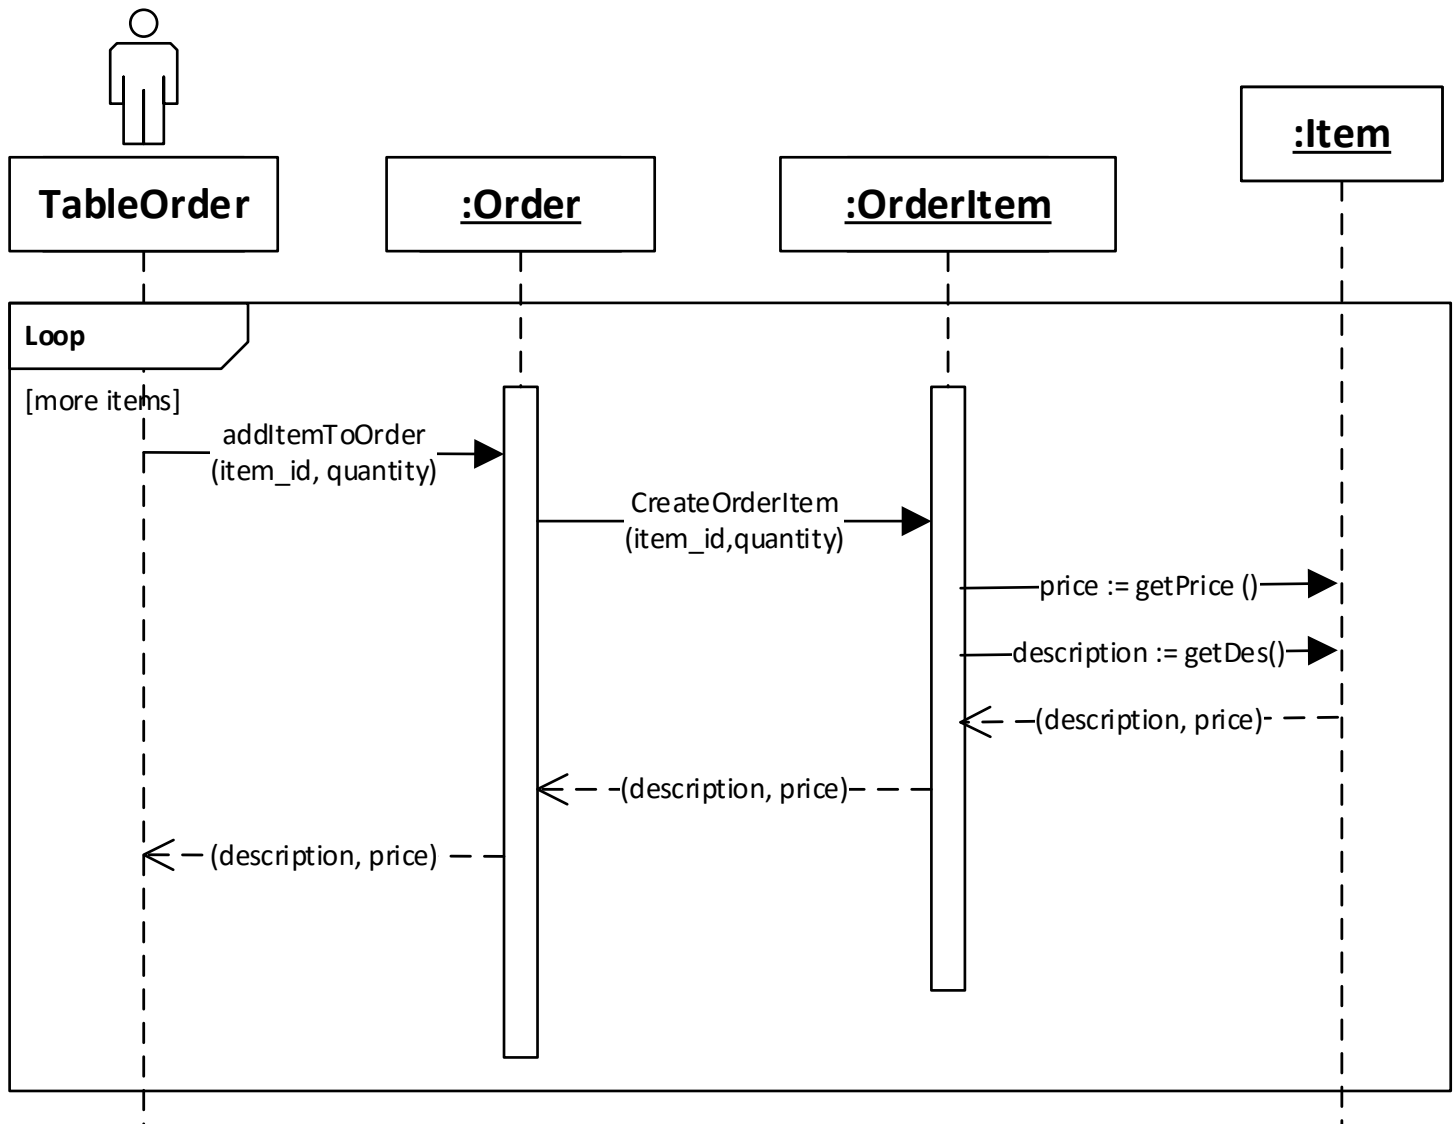 :Item
TableOrder
:Order
:OrderItem
Loop
[more items]
addItemToOrder
(item_id, quantity)
CreateOrderItem
(item_id,quantity)
price := getPrice ()
description := getDes()
(description, price)
(description, price)
(description, price)